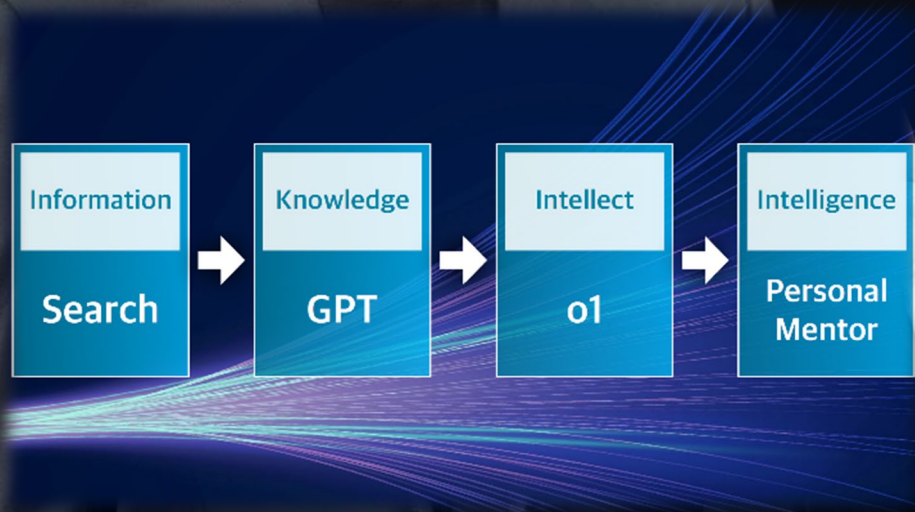 Information
Search
Knowledge
GPT
Intellect
o1
Intelligence
Personal
Mentor